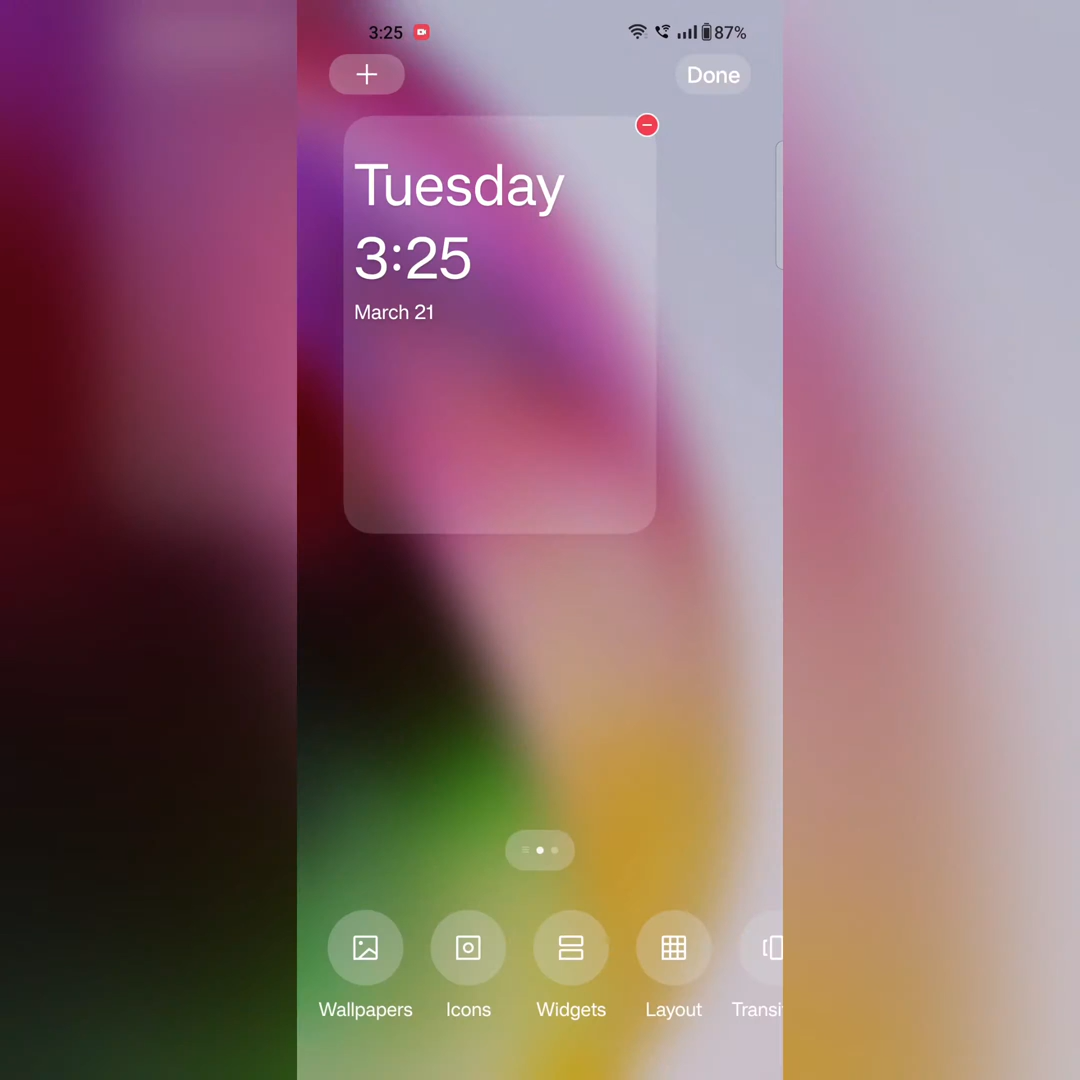 3:25 87%
Done
Tuesday
3:25
March 21
Wallpapers Icons Widgets Layout Transi